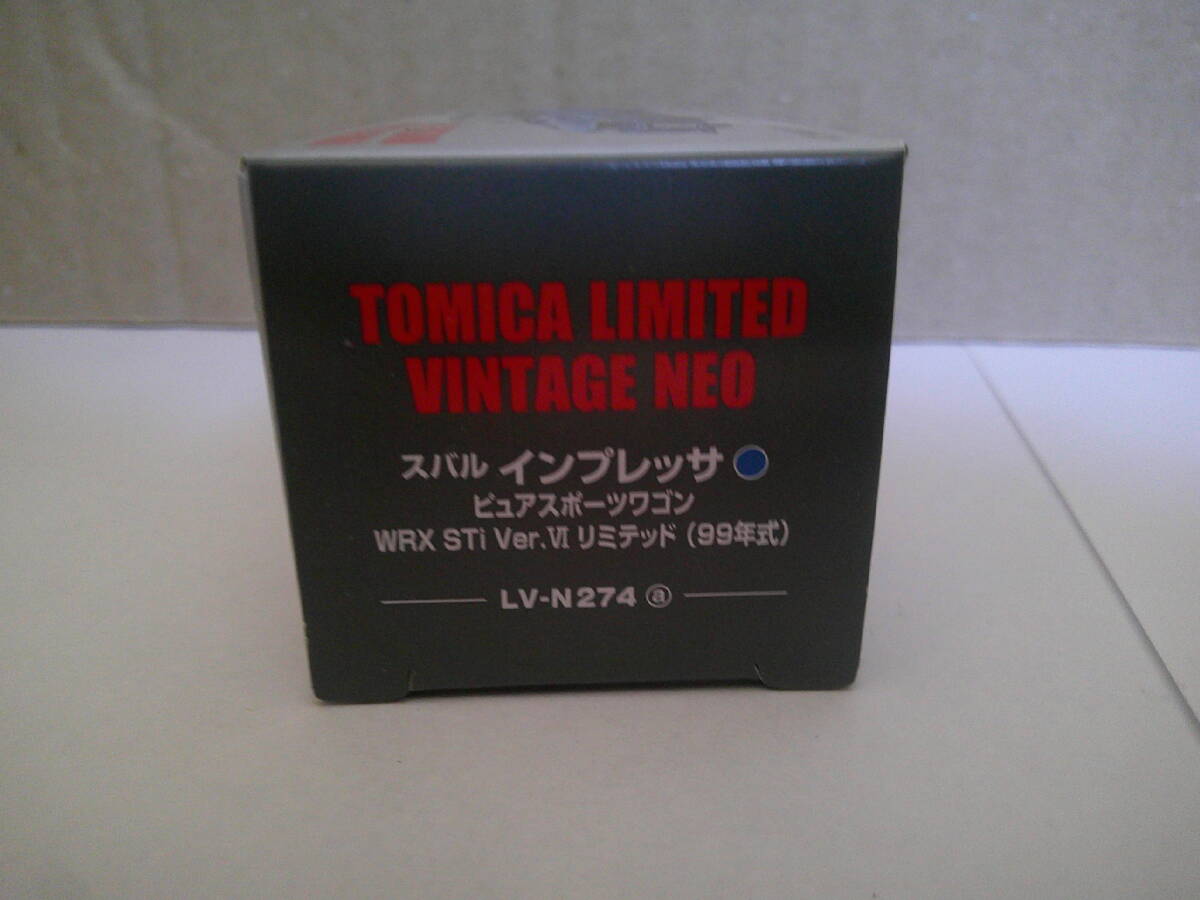 TOMICA LIMITED
VINTAGE NEO
スバル インプレッサ
ピュアスポーツワゴン
WRX STi Ver.Ⅵ リミテッド (99年式)
LV-N274 ⓐ